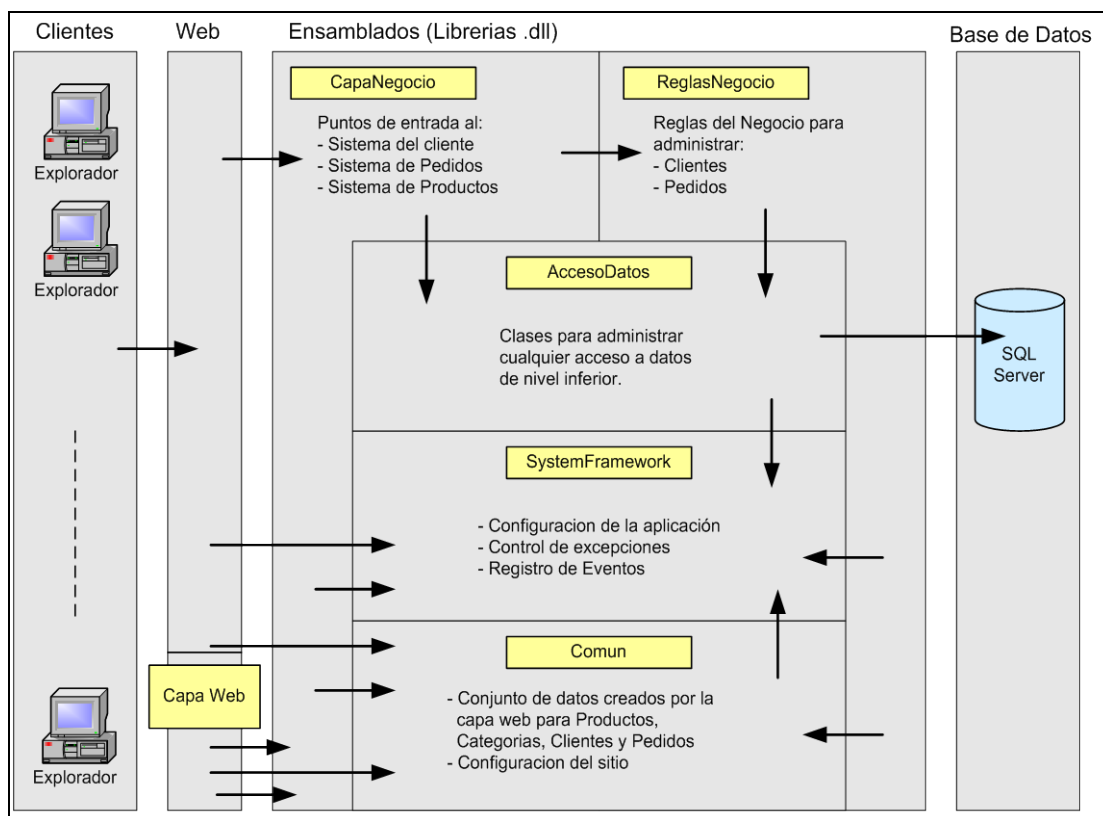 Clientes
Web
Ensamblados (Librerias .dll)
Base de Datos
CapaNegocio
Puntos de entrada al:
- Sistema del cliente
- Sistema de Pedidos
- Sistema de Productos
ReglasNegocio
Reglas del Negocio para
administrar:
- Clientes
- Pedidos
Explorador
Explorador
AccesoDatos
Clases para administrar
cualquier acceso a datos
de nivel inferior.
SQL
Server
SystemFramework
- Configuracion de la aplicación
- Control de excepciones
- Registro de Eventos
Comun
- Conjunto de datos creados por la
capa web para Productos,
Categorias, Clientes y Pedidos
- Configuracion del sitio
Capa Web
Explorador